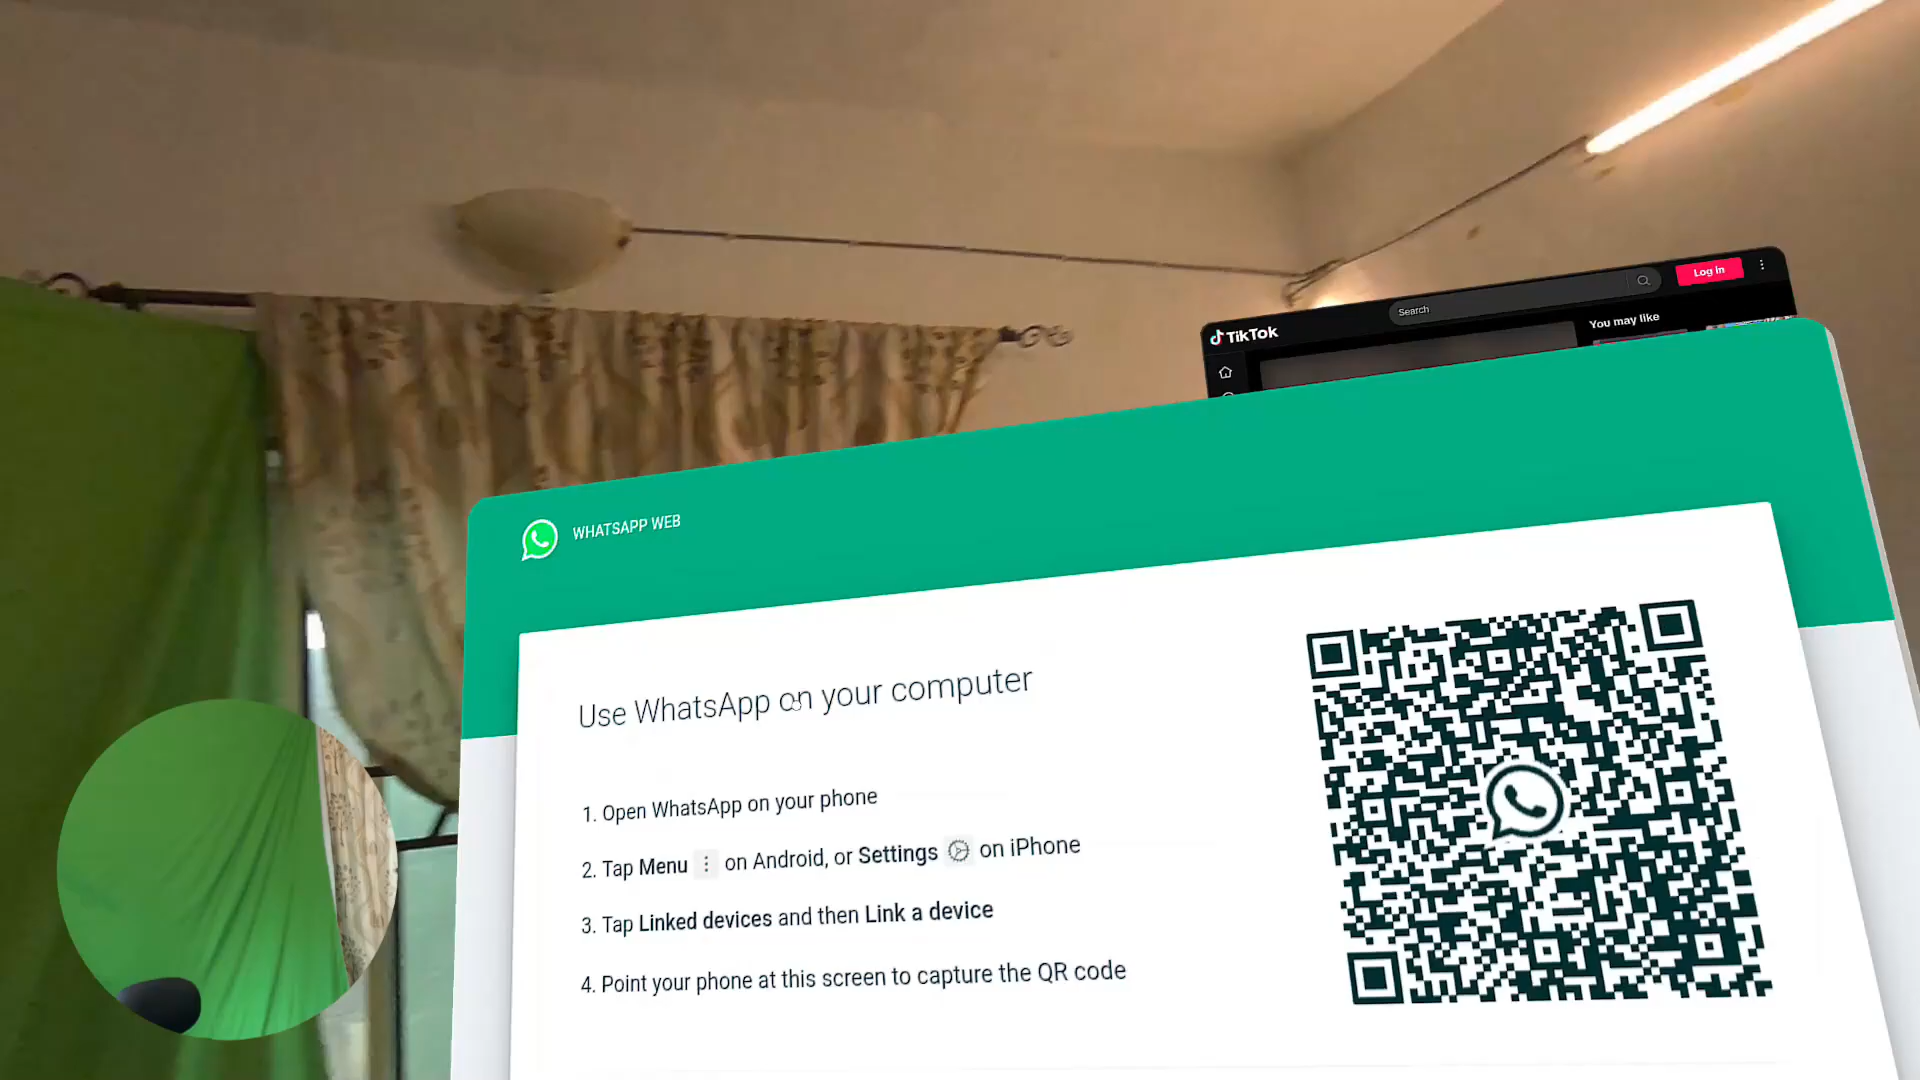 TikTok
Search
Log in
You may like
WHATSAPP WEB
Use WhatsApp on your computer
1. Open WhatsApp on your phone
2. Tap Menu on Android, or Settings on iPhone
3. Tap Linked devices and then Link a device
4. Point your phone at this screen to capture the QR code